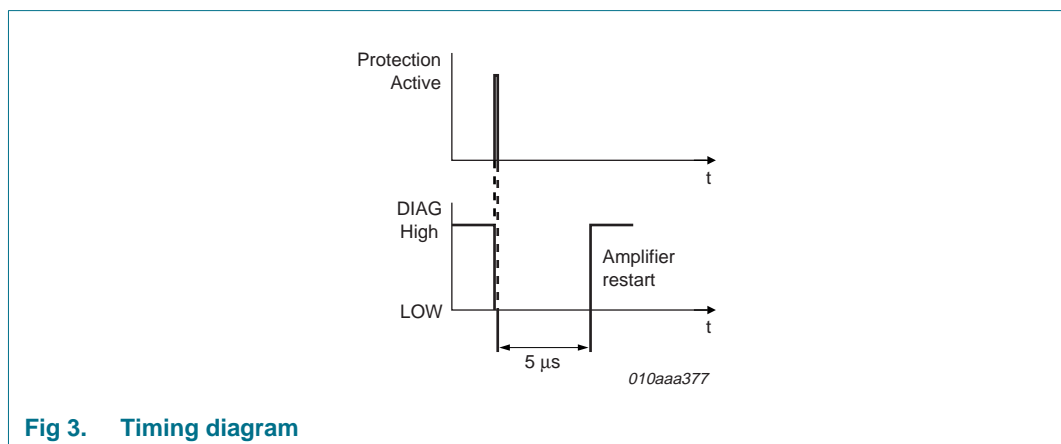 Protection
Active
t
DIAG
High
Amplifier
restart
LOW
t
5 μs
010aaa377
Fig 3. Timing diagram